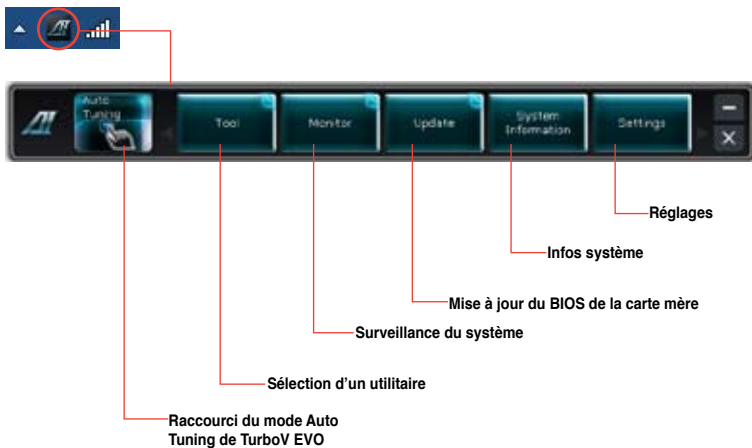 Auto
Tuning
Tool
Monitor
Update
System
Information
Settings
Réglages
Infos système
Mise à jour du BIOS de la carte mère
Surveillance du système
Sélection d'un utilitaire
Raccourci du mode Auto
Tuning de TurboV EVO